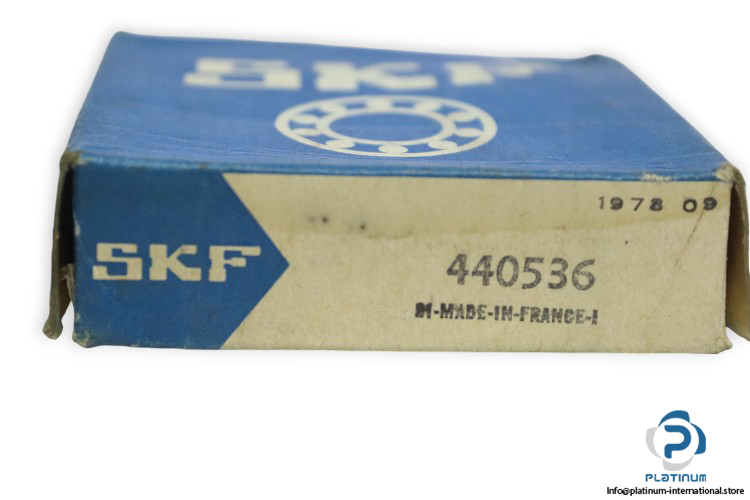 SKF
1978 09
SKF
440536
MADE-IN-FRANCE-I
PLATINUM
Info@platinum-international.store